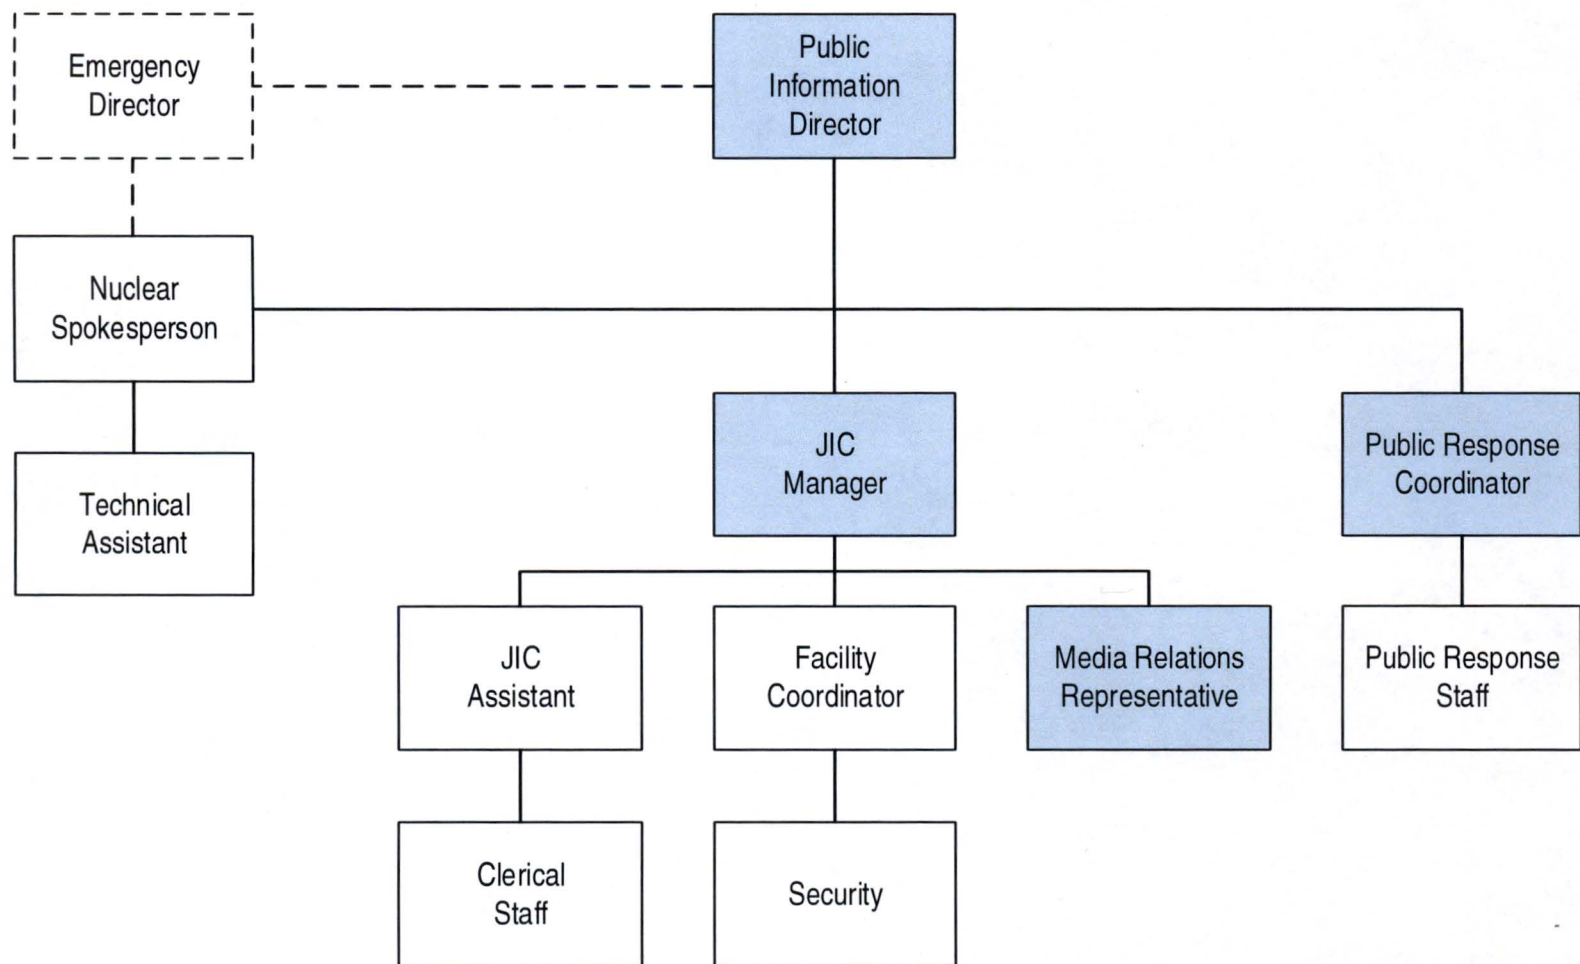 Emergency
Director
Public
Information
Director
Nuclear
Spokesperson
JIC
Manager
Public Response
Coordinator
Technical
Assistant
JIC
Assistant
Facility
Coordinator
Media Relations
Representative
Public Response
Staff
Clerical
Staff
Security